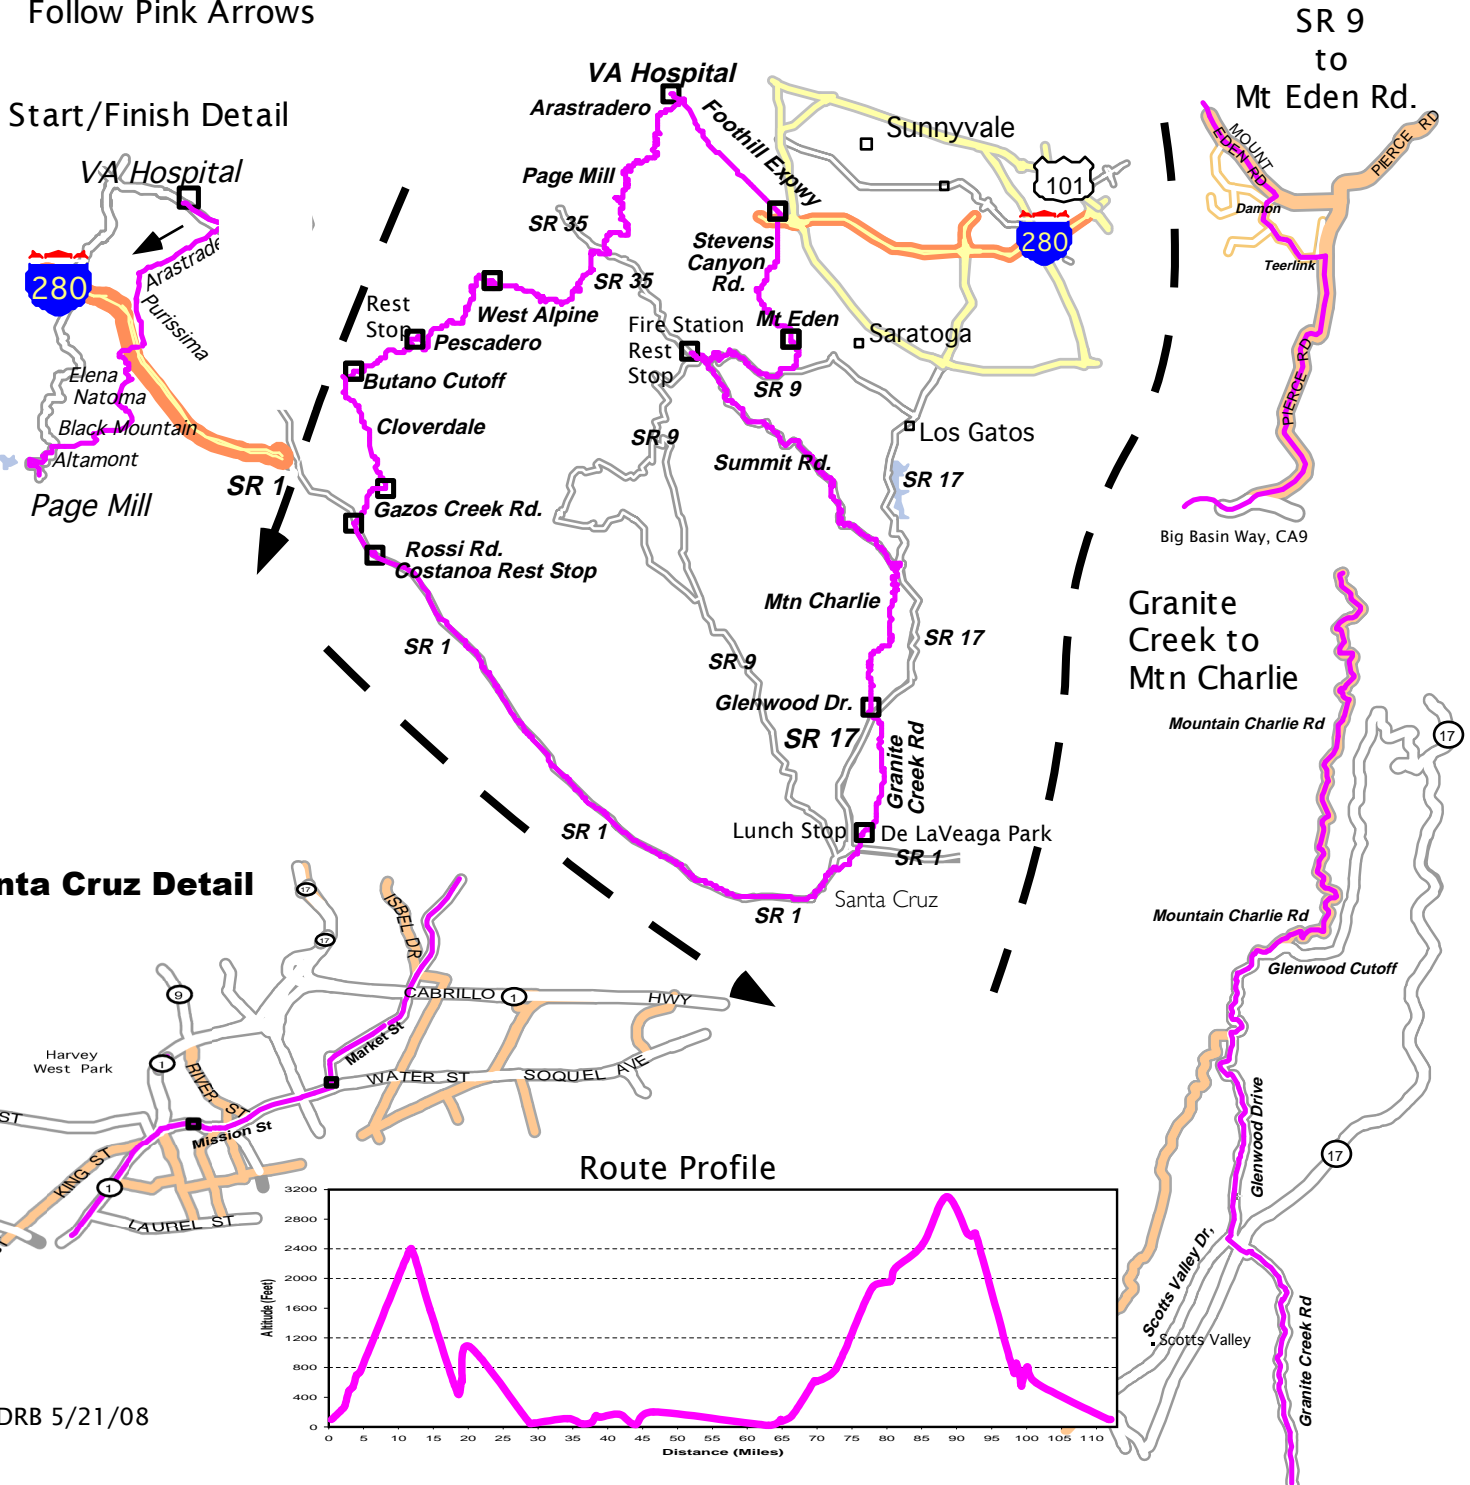 Follow Pink Arrows
Start/Finish Detail
VA Hospital
280
Arastrade
Purissima
Elena
Natoma
Black Mountain
Altamont
Page Mill
VA Hospital
Arastradero
Foothill Expwy
Page Mill
SR 35
SR 35
Sunnyvale
101
280
Stevens
Canyon
Rd.
West Alpine
Rest
Stop
Pescadero
Fire Station
Rest
Stop
Mt Eden
Saratoga
SR 9
Butano Cutoff
Cloverdale
SR 9
Los Gatos
Summit Rd.
SR 17
SR 1
Gazos Creek Rd.
Rossi Rd.
Costanoa Rest Stop
Mtn Charlie
SR 1
SR 17
SR 9
Glenwood Dr.
SR 17
Granite
Creek Rd
SR 1
Lunch Stop
De LaVeaga Park
SR 1
Santa Cruz
SR 1
SR 9
to
Mt Eden Rd.
MOUNT
EDEN RD
PIERCE RD
Damon
Teerlink
PIERCE RD
Big Basin Way, CA9
Granite
Creek to
Mtn Charlie
Mountain Charlie Rd
17
Mountain Charlie Rd
Glenwood Cutoff
Glenwood Drive
17
Scotts Valley Dr,
Scotts Valley
Granite Creek Rd
nta Cruz Detail
17
17
ISBEL DR
9
CABRILLO
1
HWY
Harvey
West Park
1
Market St
RIVER ST
WATER ST
SOQUEL AVE
ST
Mission St
KING ST
1
LAUREL ST
Route Profile
3200
2800
2400
2000
1600
1200
800
400
0
Altitude (Feet)
0 5 10 15 20 25 30 35 40 45 50 55 60 65 70 75 80 85 90 95 100 105 110
Distance (Miles)
DRB 5/21/08